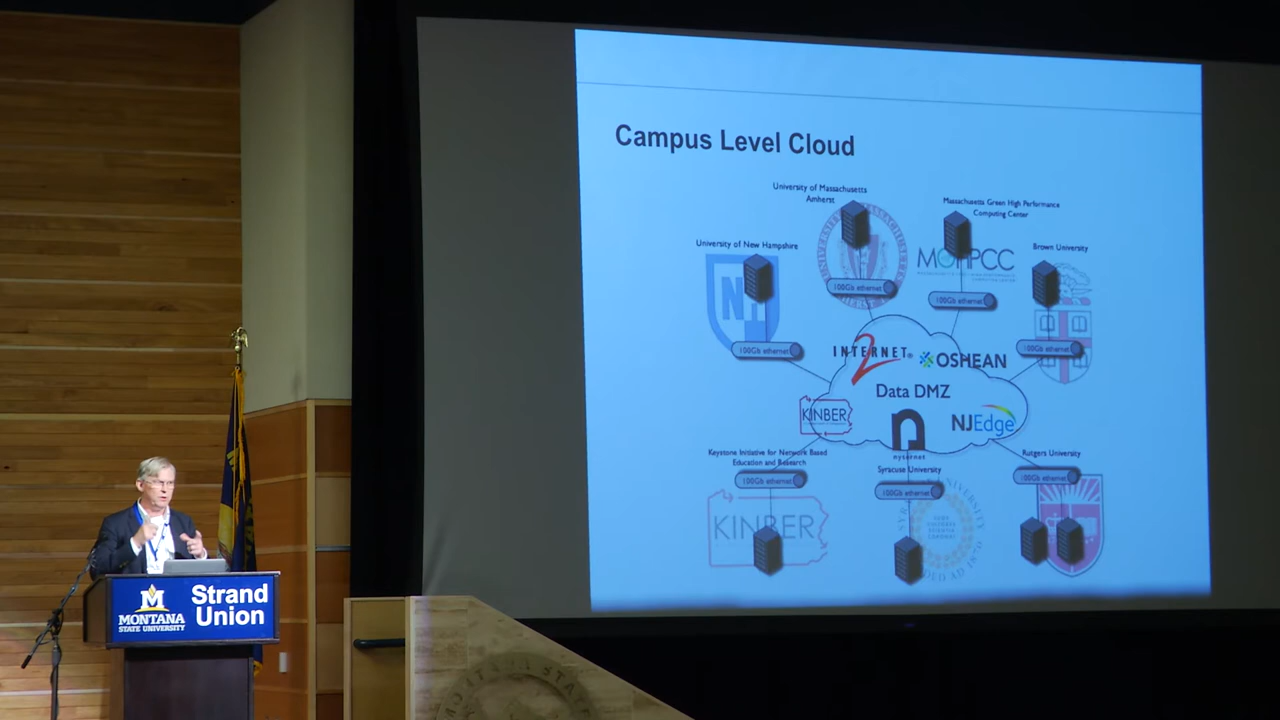 Campus Level Cloud
University of Massachusetts
Amherst
Massachusetts Green High Performance
Computing Center
University of New Hampshire
Brown University
MGHPCC
100Gb ethernet
100Gb ethernet
100Gb ethernet
100Gb ethernet
INTERNET
2
OSHEAN
Data DMZ
KINBER
NJEdge
nysernet
Keystone Initiative for Network Based
Education and Research
Syracuse University
Rutgers University
100Gb ethernet
100Gb ethernet
100Gb ethernet
KINBER
MONTANA
STATE UNIVERSITY
Strand
Union